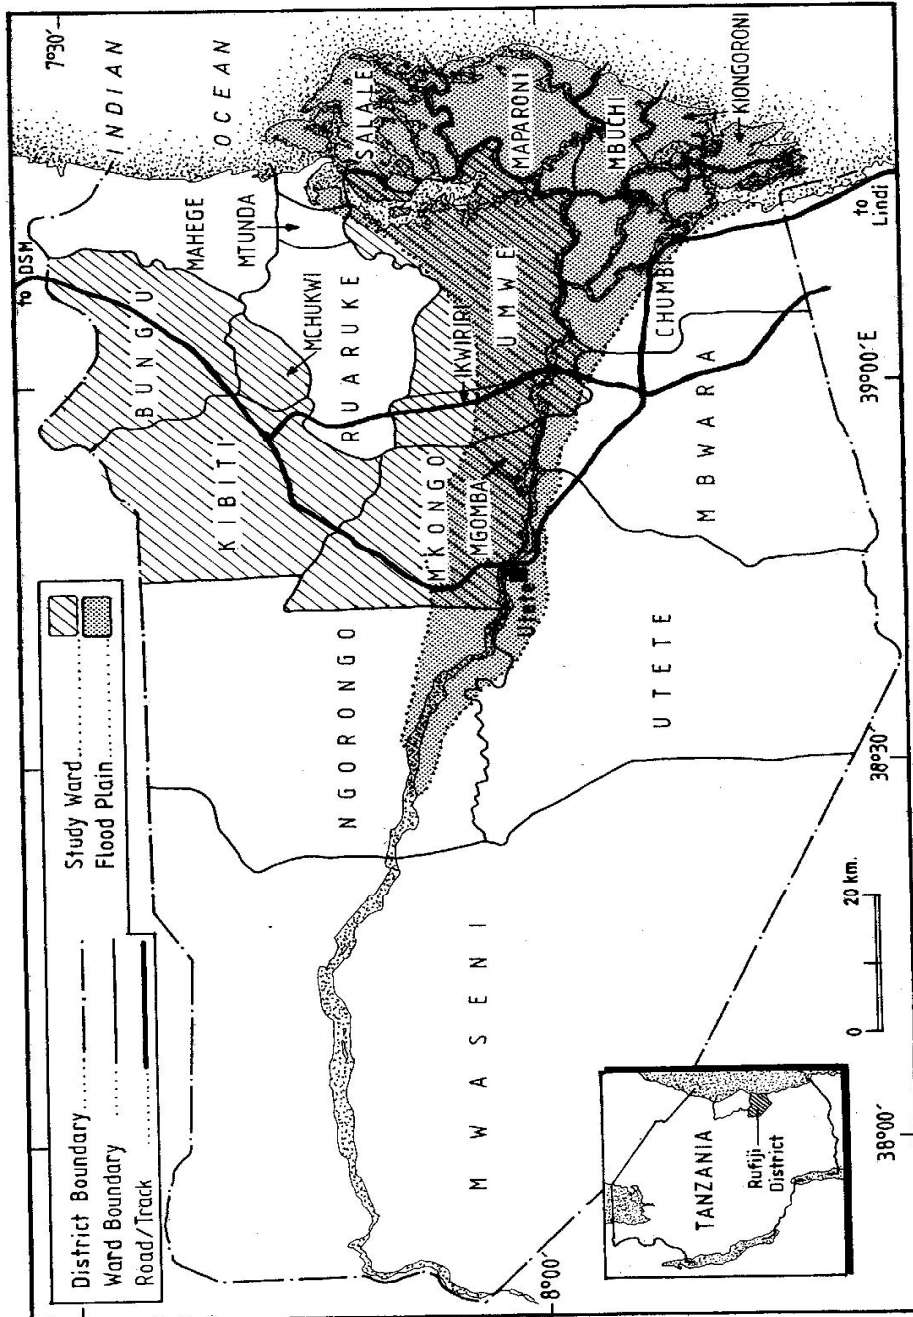 District Boundary
Ward Boundary
Road/Track
Study Ward
Flood Plain
7°30'
INDIAN
OCEAN
to DSM
BUNGU
MAHEGE
MTUNDA
SALALE
KIBITI
MCHUKWI
RUARUKE
MAPARONI
NGORONGO
MKONGO
IKWIRIRI
UMWE
MBUCHI
MGOMBA
KIONGORONI
Utete
CHUMBI
MWASENI
UTETE
MBWARA
to
Lindi
8°00'
0 20 km.
38°00'
38°30'
39°00'E
TANZANIA
Rufiji
District